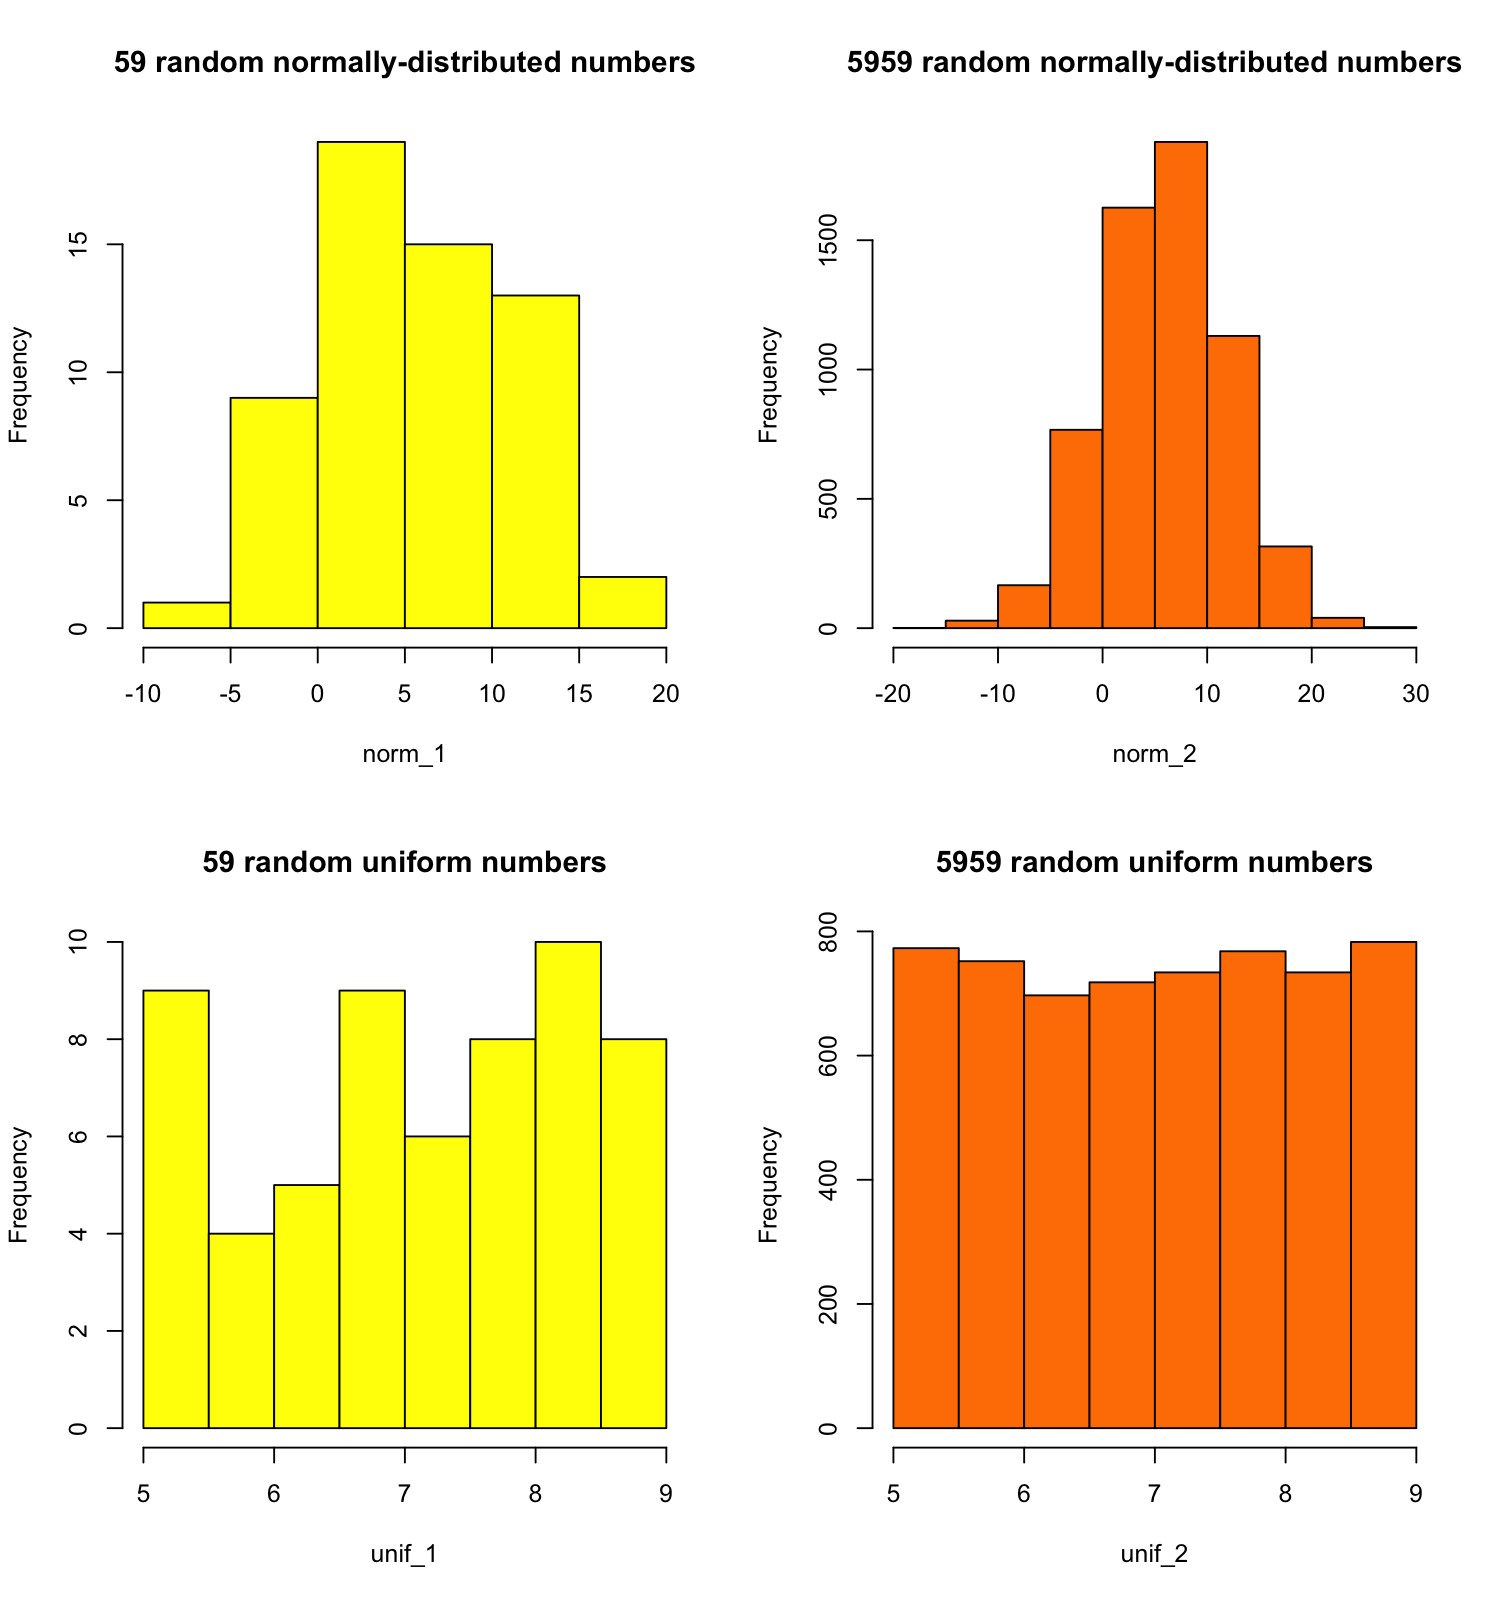 59 random normally-distributed numbers
Frequency
0
5
10
15
-10 -5 0 5 10 15 20
norm_1
5959 random normally-distributed numbers
Frequency
0
500
1000
1500
-20 -10 0 10 20 30
norm_2
59 random uniform numbers
Frequency
0
2
4
6
8
10
5 6 7 8 9
unif_1
5959 random uniform numbers
Frequency
0
200
400
600
800
5 6 7 8 9
unif_2